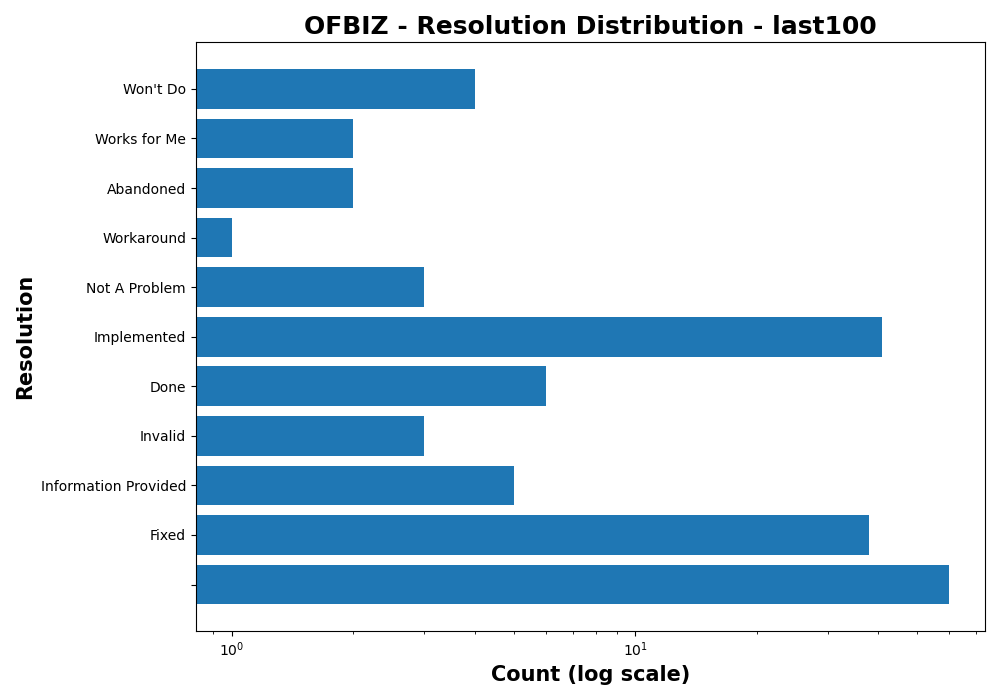 OFBIZ - Resolution Distribution - last100
Resolution
Won't Do
Works for Me
Abandoned
Workaround
Not A Problem
Implemented
Done
Invalid
Information Provided
Fixed
10⁰
10¹
Count (log scale)